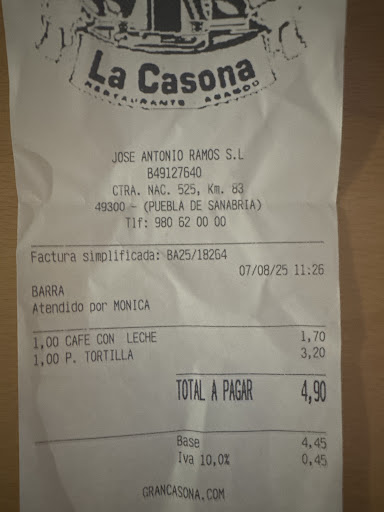 La Casona
RESTAURANTE ASADOR
JOSE ANTONIO RAMOS S.L
B49127640
CTRA. NAC. 525, Km. 83
49300 - (PUEBLA DE SANABRIA)
Tlf: 980 62 00 00
Factura simplificada: BA25/18264
07/08/25 11:26
BARRA
Atendido por MONICA
1,00 CAFE CON LECHE 1,70
1,00 P. TORTILLA 3,20
TOTAL A PAGAR 4,90
Base 4,45
Iva 10,0% 0,45
GRANCASONA.COM